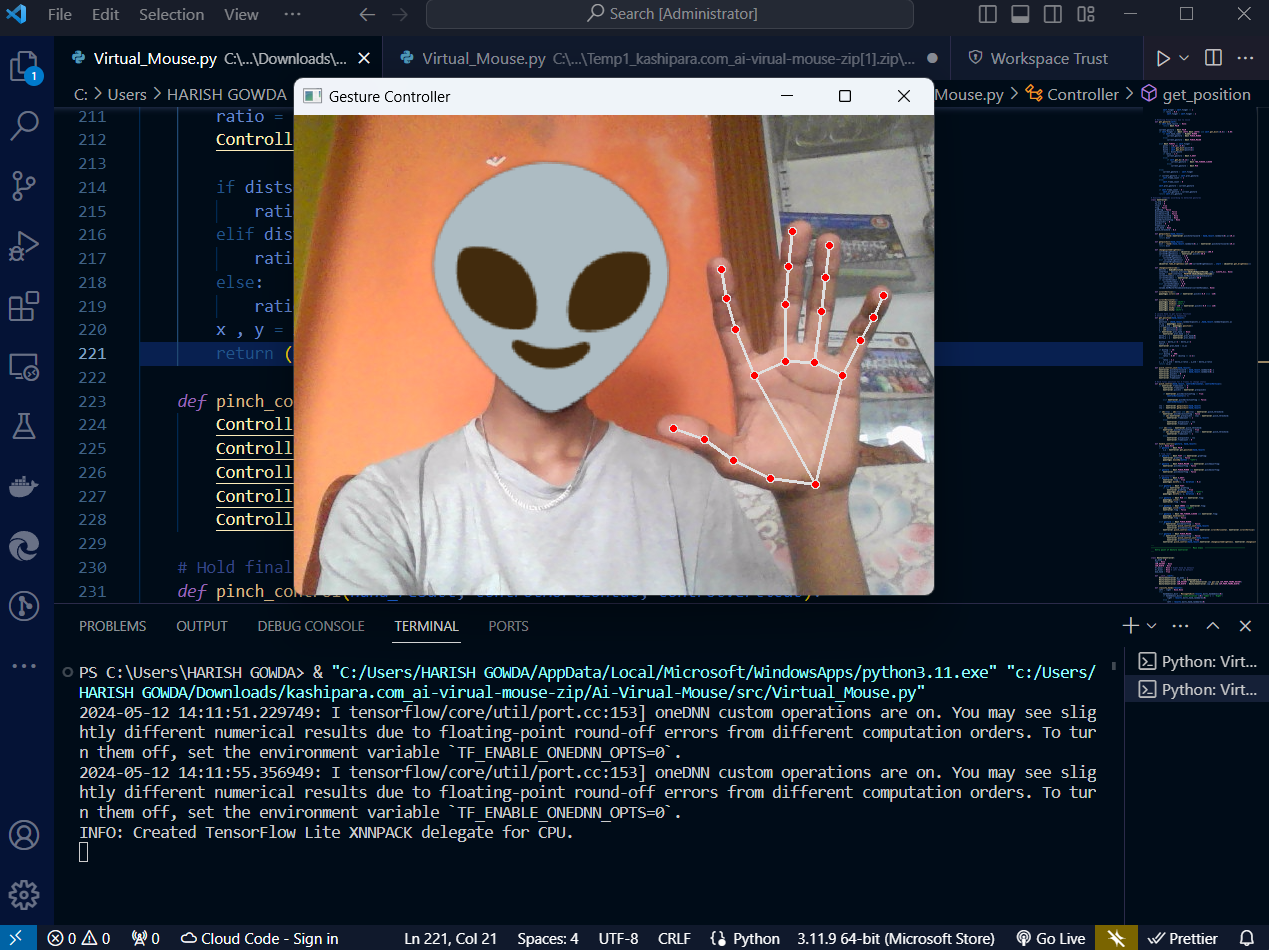 File Edit Selection View ··· Search [Administrator]
Virtual_Mouse.py C:\...\Downloads\... Virtual_Mouse.py C:\...\Temp1_kashipara.com_ai-virual-mouse-zip[1].zip\... Workspace Trust
C: > Users > HARISH GOWDA Mouse.py > Controller > get_position
Gesture Controller
211 ratio =
212 Controll
213
214 if dists
215 rati
216 elif dis
217 rati
218 else:
219 rati
220 x , y =
221 return (
222
223 def pinch_co
224 Controll
225 Controll
226 Controll
227 Controll
228 Controll
229
230 # Hold final
231 def pinch_control(
1
PROBLEMS OUTPUT DEBUG CONSOLE TERMINAL PORTS
PS C:\Users\HARISH GOWDA> & "C:/Users/HARISH GOWDA/AppData/Local/Microsoft/WindowsApps/python3.11.exe" "c:/Users/
HARISH GOWDA/Downloads/kashipara.com_ai-virual-mouse-zip/Ai-Virual-Mouse/src/Virtual_Mouse.py"
2024-05-12 14:11:51.229749: I tensorflow/core/util/port.cc:153] oneDNN custom operations are on. You may see slig
htly different numerical results due to floating-point round-off errors from different computation orders. To tur
n them off, set the environment variable `TF_ENABLE_ONEDNN_OPTS=0`.
2024-05-12 14:11:55.356949: I tensorflow/core/util/port.cc:153] oneDNN custom operations are on. You may see slig
htly different numerical results due to floating-point round-off errors from different computation orders. To tur
n them off, set the environment variable `TF_ENABLE_ONEDNN_OPTS=0`.
INFO: Created TensorFlow Lite XNNPACK delegate for CPU.
Python: Virt...
Python: Virt...
0 0 0 Cloud Code - Sign in Ln 221, Col 21 Spaces: 4 UTF-8 CRLF Python 3.11.9 64-bit (Microsoft Store) Go Live Prettier